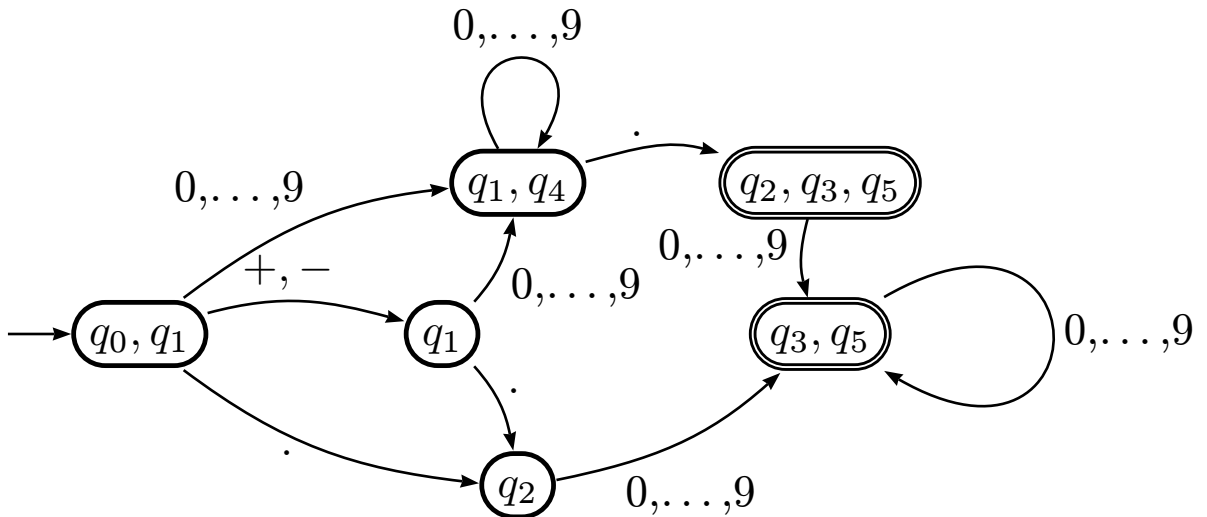 0,...,9
.
q1, q4
q2, q3, q5
0,...,9
0,...,9
+, −
0,...,9
q0, q1
q1
q3, q5
0,...,9
.
.
q2
0,...,9